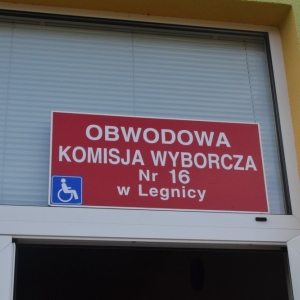 OBWODOWA
KOMISJA WYBORCZA
Nr 16
w Legnicy